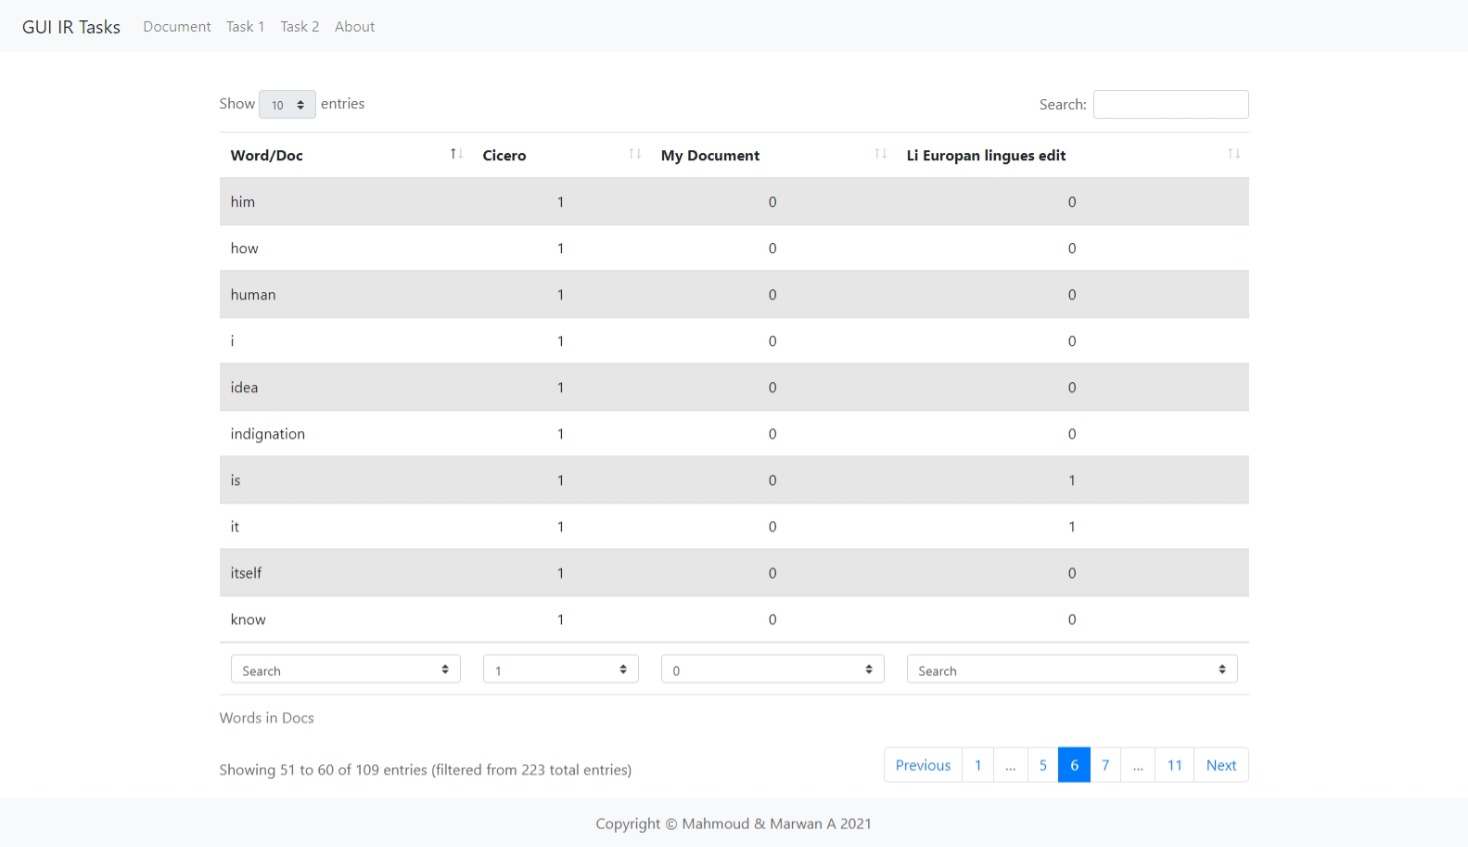 GUI IR Tasks Document Task 1 Task 2 About
Show 10 entries Search:
Word/Doc Cicero My Document Li Europan lingues edit
him 1 0 0
how 1 0 0
human 1 0 0
i 1 0 0
idea 1 0 0
indignation 1 0 0
is 1 0 1
it 1 0 1
itself 1 0 0
know 1 0 0
Search 1 0 Search
Words in Docs
Showing 51 to 60 of 109 entries (filtered from 223 total entries) Previous 1 ... 5 6 7 ... 11 Next
Copyright © Mahmoud & Marwan A 2021